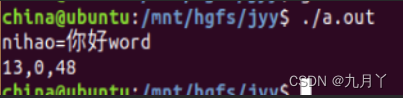 china@ubuntu:/mnt/hgfs/jyy$ ./a.out
nihao=你好word
13,0,48
china@ubuntu:/mnt/hgfs/jyy$
CSDN @九月丫